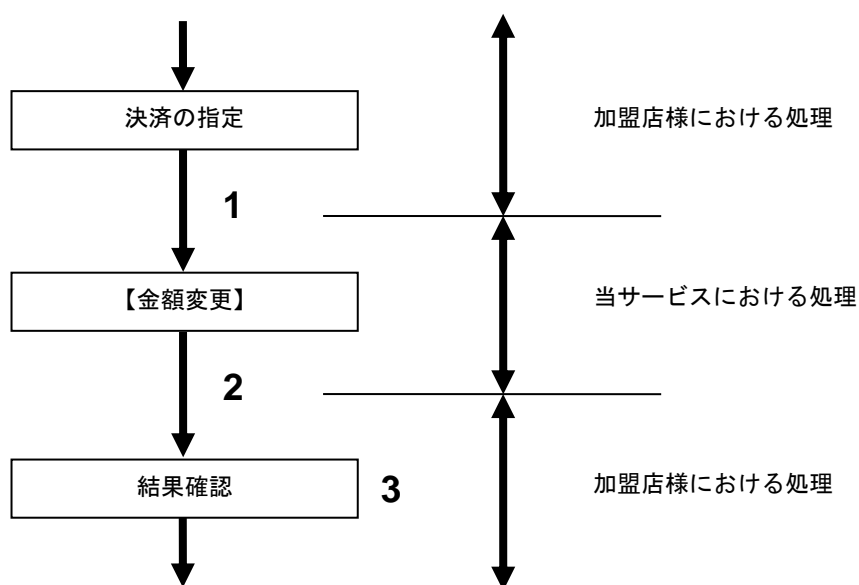 決済の指定
加盟店様における処理
1
【金額変更】
当サービスにおける処理
2
結果確認
3
加盟店様における処理